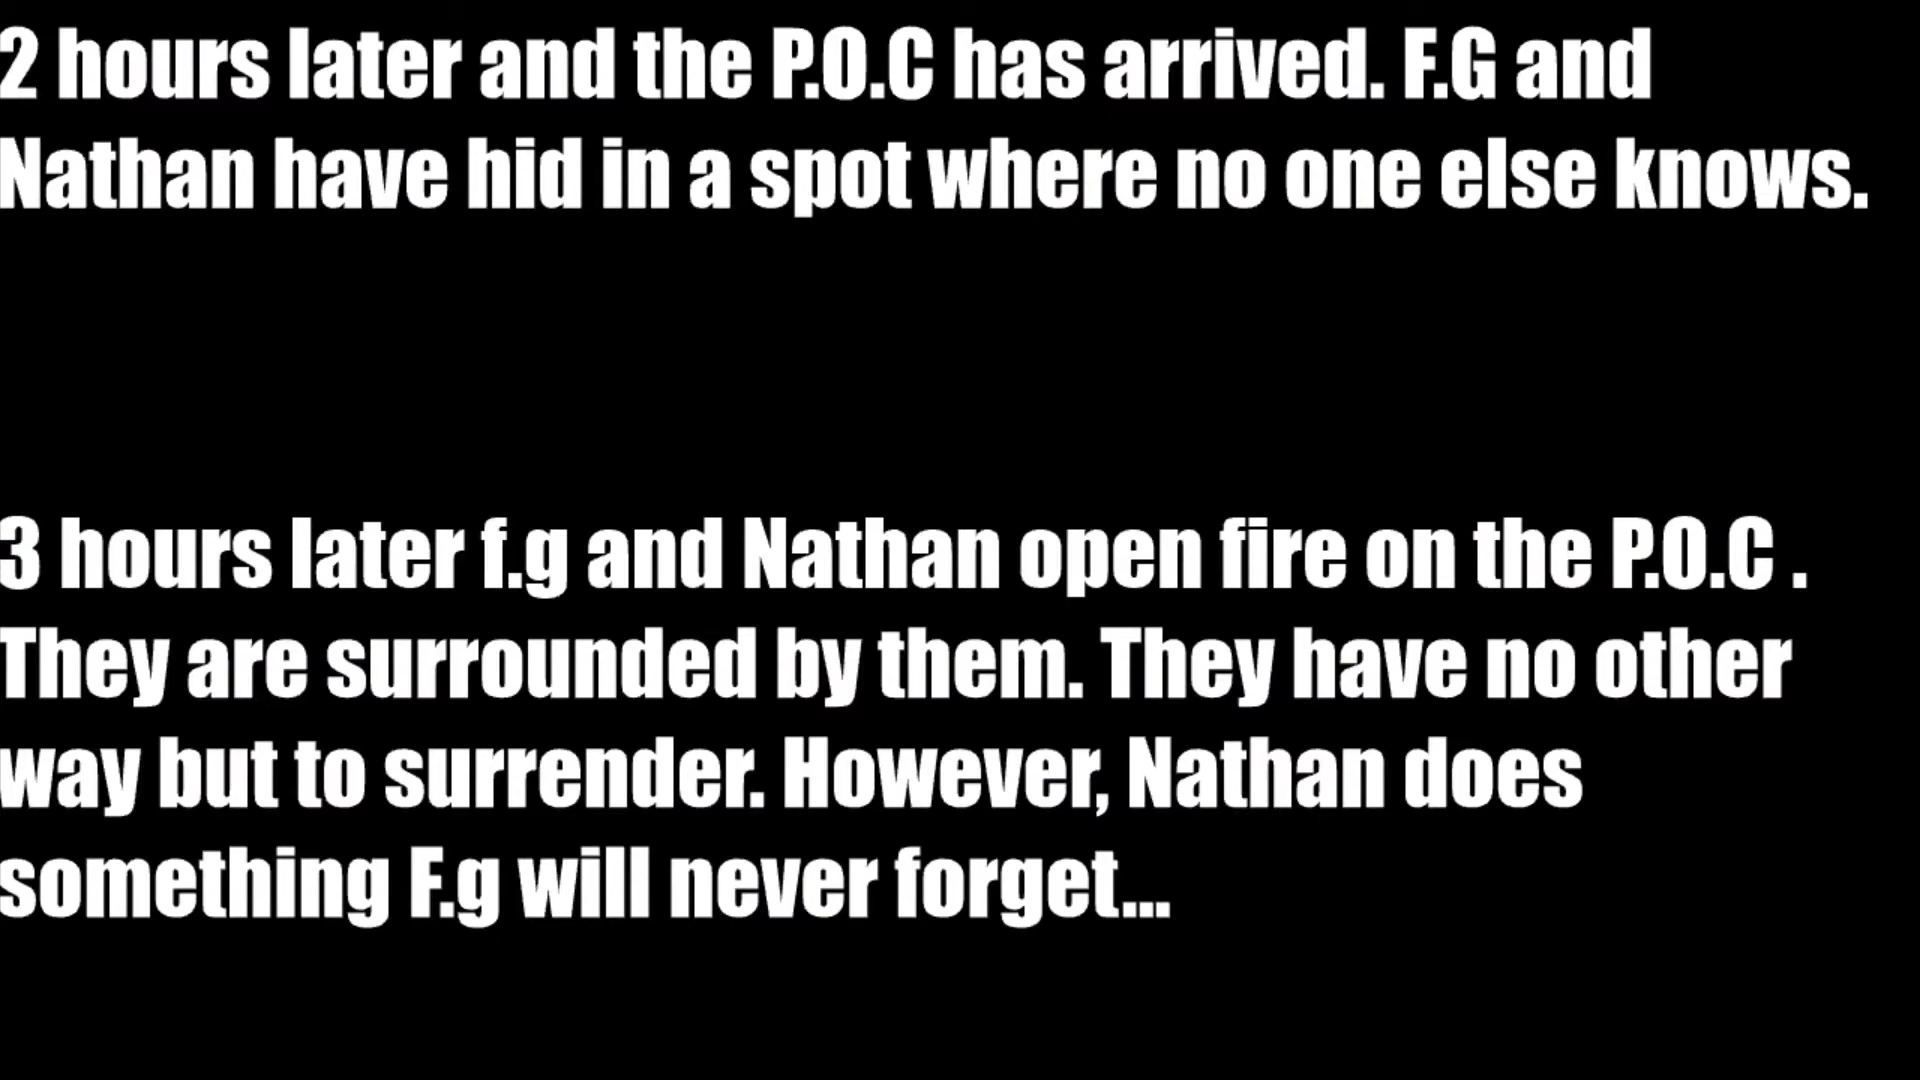 2 hours later and the P.O.C has arrived. F.G and
Nathan have hid in a spot where no one else knows.
3 hours later f.g and Nathan open fire on the P.O.C .
They are surrounded by them. They have no other
way but to surrender. However, Nathan does
something F.g will never forget...